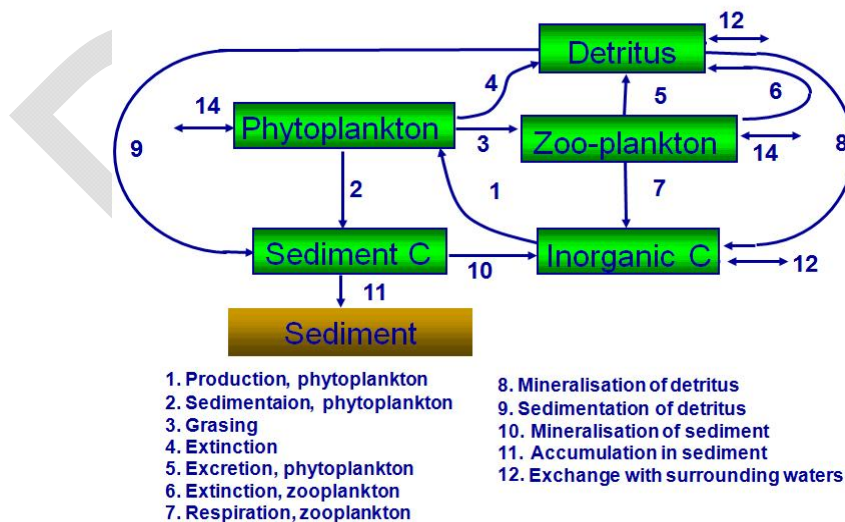 12
Detritus
4
5
6
14
Phytoplankton
3
Zoo-plankton
14
8
9
2
1
7
Sediment C
10
Inorganic C
12
11
Sediment
1. Production, phytoplankton
2. Sedimentaion, phytoplankton
3. Grasing
4. Extinction
5. Excretion, phytoplankton
6. Extinction, zooplankton
7. Respiration, zooplankton
8. Mineralisation of detritus
9. Sedimentation of detritus
10. Mineralisation of sediment
11. Accumulation in sediment
12. Exchange with surrounding waters